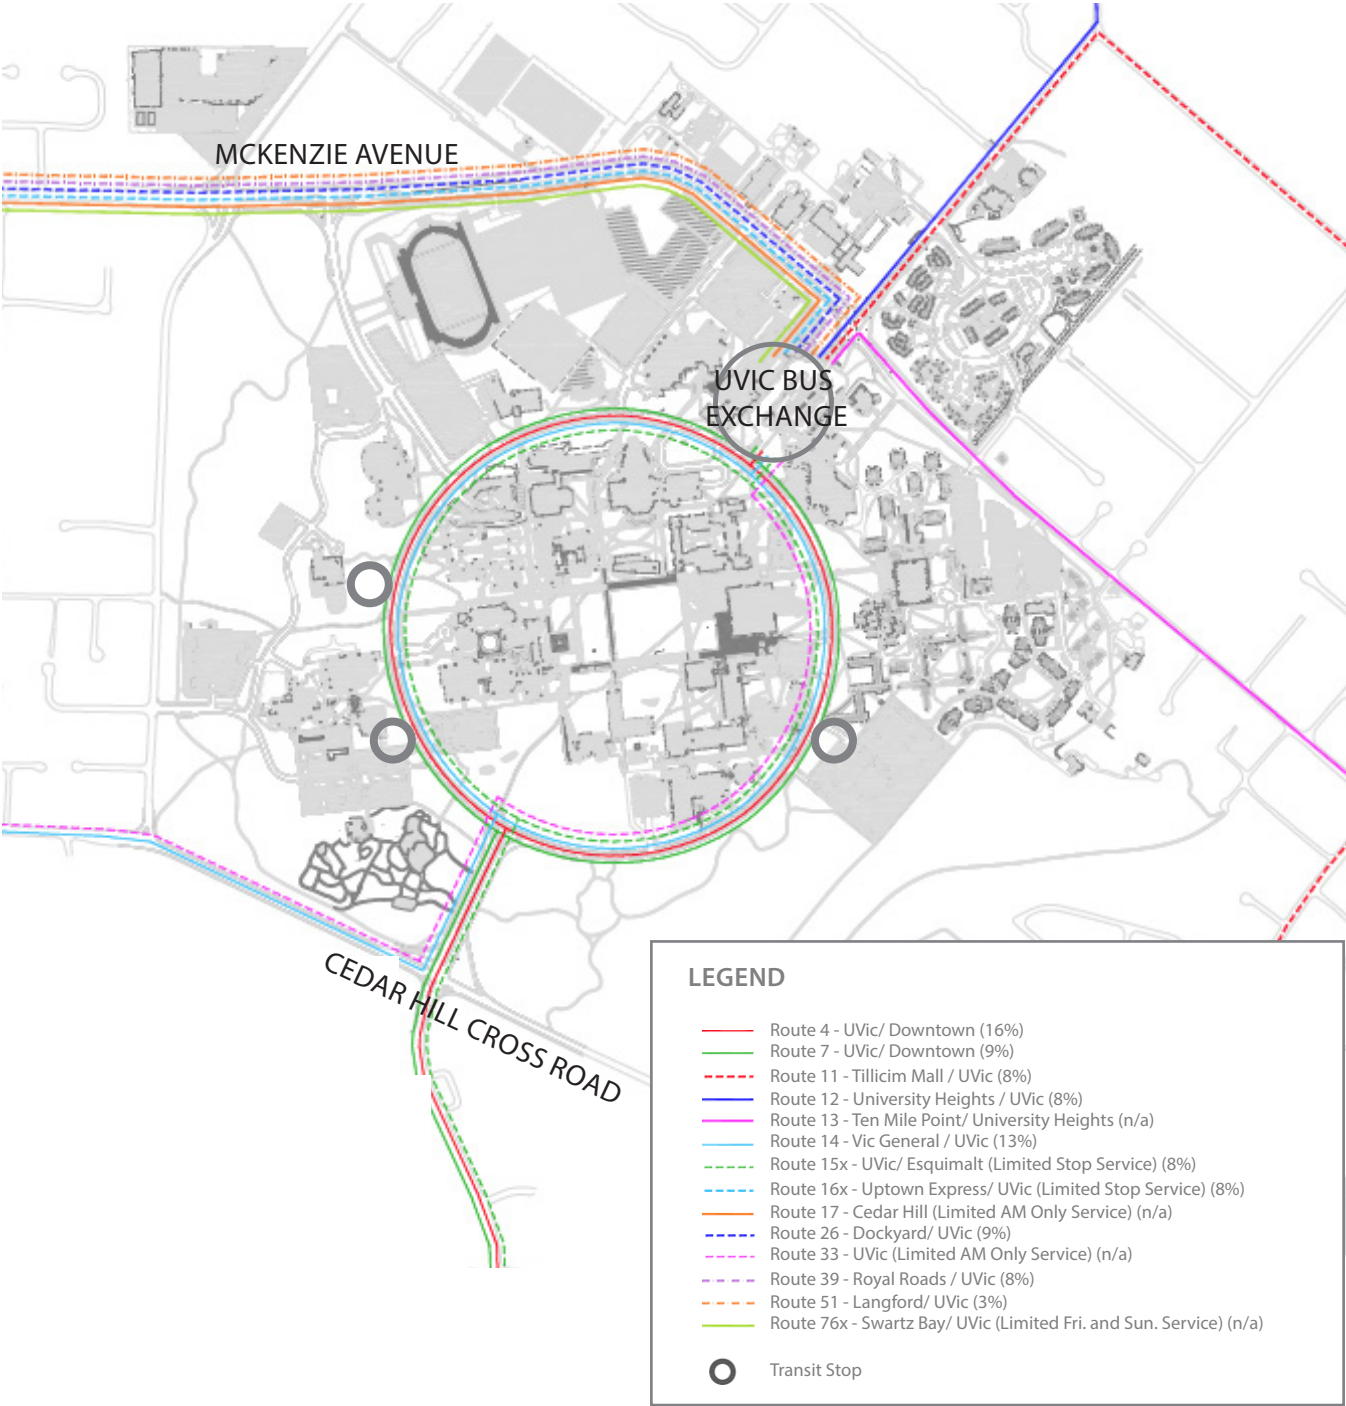 MCKENZIE AVENUE
UVIC BUS
EXCHANGE
CEDAR HILL CROSS ROAD
LEGEND
Route 4 - UVic/ Downtown (16%)
Route 7 - UVic/ Downtown (9%)
Route 11 - Tillicim Mall / UVic (8%)
Route 12 - University Heights / UVic (8%)
Route 13 - Ten Mile Point/ University Heights (n/a)
Route 14 - Vic General / UVic (13%)
Route 15x - UVic/ Esquimalt (Limited Stop Service) (8%)
Route 16x - Uptown Express/ UVic (Limited Stop Service) (8%)
Route 17 - Cedar Hill (Limited AM Only Service) (n/a)
Route 26 - Dockyard/ UVic (9%)
Route 33 - UVic (Limited AM Only Service) (n/a)
Route 39 - Royal Roads / UVic (8%)
Route 51 - Langford/ UVic (3%)
Route 76x - Swartz Bay/ UVic (Limited Fri. and Sun. Service) (n/a)
Transit Stop